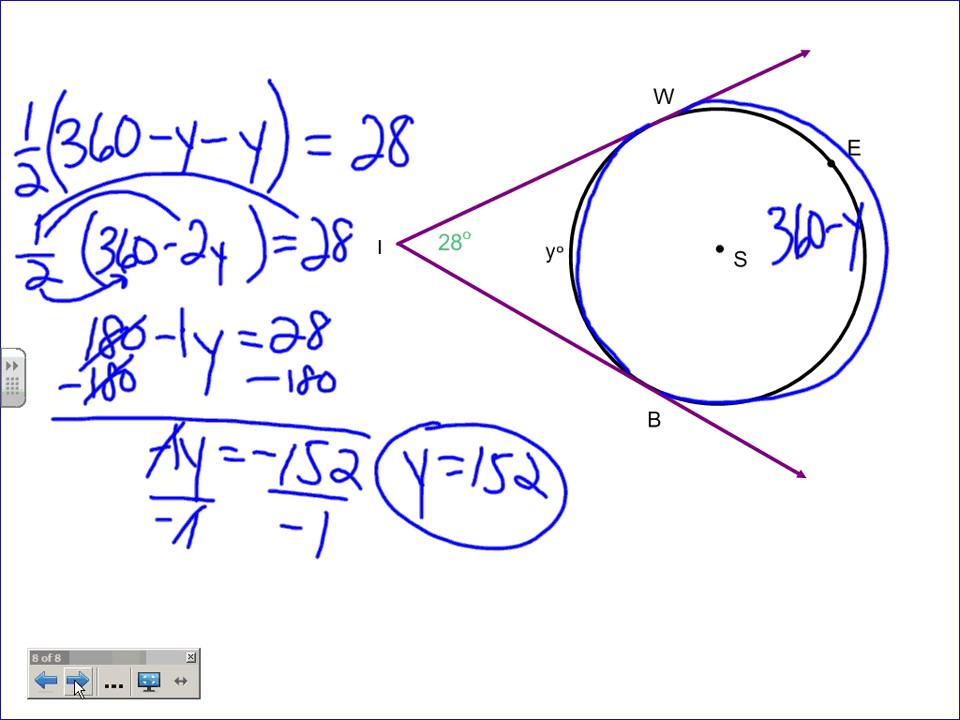 W
E
½(360-y-y) = 28
½(360-2y) = 28
I
28°
y°
S
360-y
180-1y = 28
-180 -180
B
-1y = -152
-1 -1
y = 152
8 of 8
...